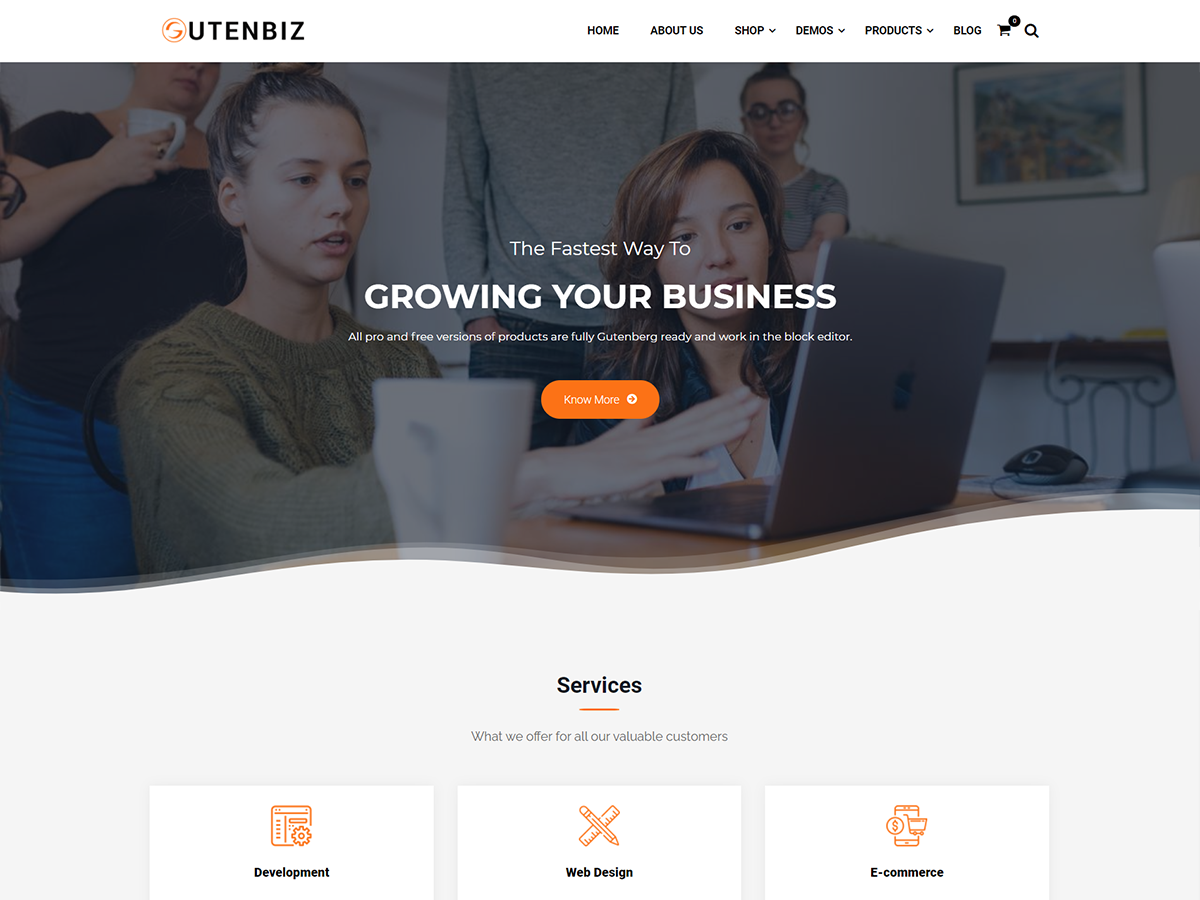 GUTENBIZ
HOME ABOUT US SHOP DEMOS PRODUCTS BLOG 0
The Fastest Way To
GROWING YOUR BUSINESS
All pro and free versions of products are fully Gutenberg ready and work in the block editor.
Know More
Services
What we offer for all our valuable customers
$
Development Web Design E-commerce